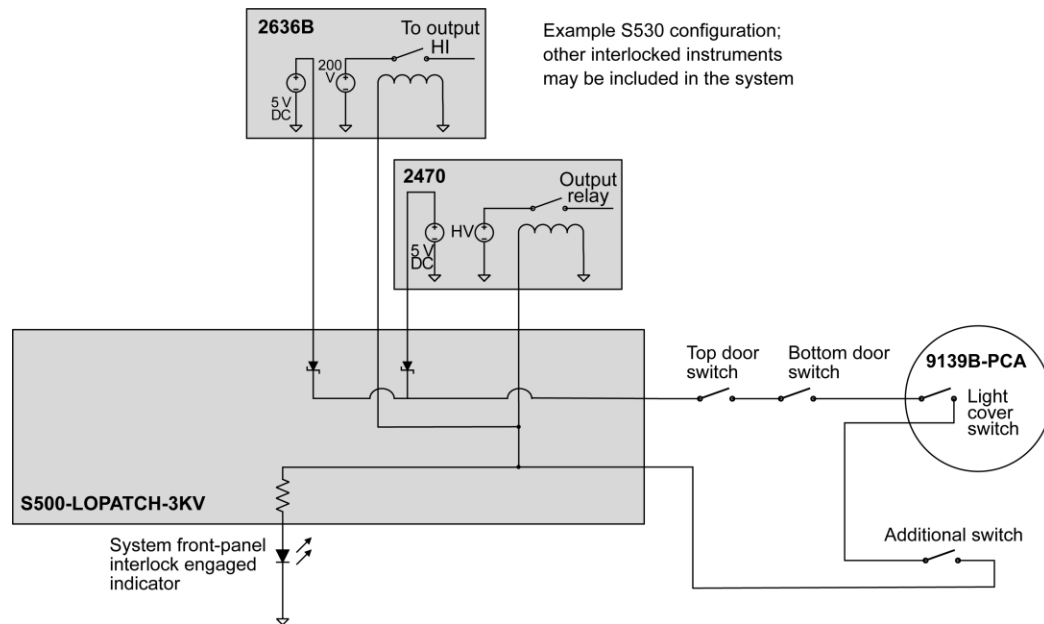 2636B
To output
HI
200
V
5 V
DC
Example S530 configuration;
other interlocked instruments
may be included in the system
2470
Output
relay
HV
5 V
DC
Top door
switch
Bottom door
switch
9139B-PCA
Light
cover
switch
S500-LOPATCH-3KV
System front-panel
interlock engaged
indicator
Additional switch